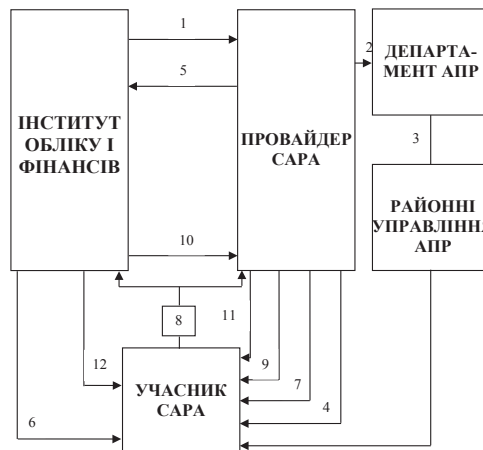 1
2
ДЕПАРТА-
МЕНТ АПР
5
ІНСТИТУТ
ОБЛІКУ І
ФІНАНСІВ
ПРОВАЙДЕР
САРА
3
РАЙОННІ
УПРАВЛІННЯ
АПР
10
8
11
12
9
7
4
6
УЧАСНИК
САРА